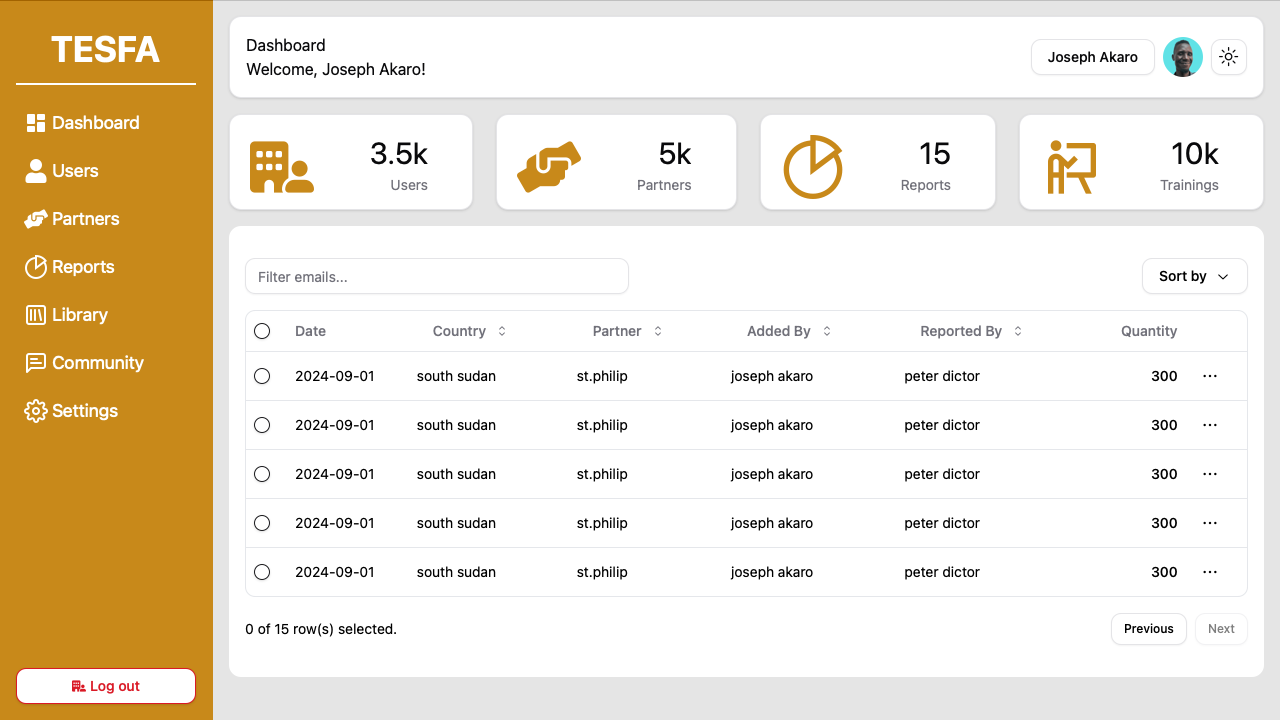 TESFA
Dashboard
Users
Partners
Reports
Library
Community
Settings
Log out
Dashboard
Welcome, Joseph Akaro!
Joseph Akaro
3.5k
Users
5k
Partners
15
Reports
10k
Trainings
Filter emails...
Sort by
Date Country Partner Added By Reported By Quantity
2024-09-01 south sudan st.philip joseph akaro peter dictor 300
2024-09-01 south sudan st.philip joseph akaro peter dictor 300
2024-09-01 south sudan st.philip joseph akaro peter dictor 300
2024-09-01 south sudan st.philip joseph akaro peter dictor 300
2024-09-01 south sudan st.philip joseph akaro peter dictor 300
0 of 15 row(s) selected.
Previous
Next